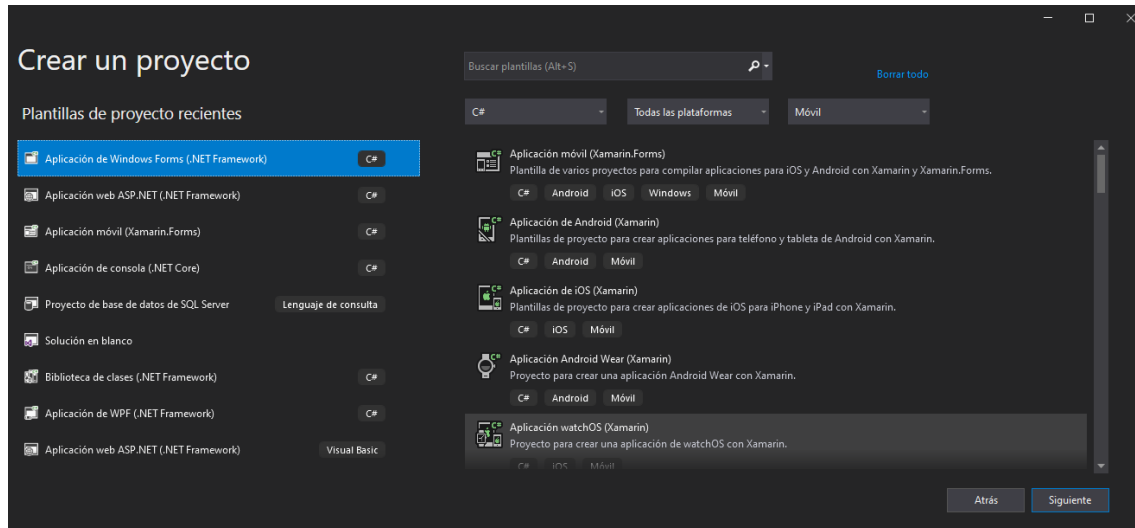 Crear un proyecto
Plantillas de proyecto recientes
Aplicación de Windows Forms (.NET Framework) C#
Aplicación web ASP.NET (.NET Framework) C#
Aplicación móvil (Xamarin.Forms) C#
Aplicación de consola (.NET Core) C#
Proyecto de base de datos de SQL Server Lenguaje de consulta
Solución en blanco
Biblioteca de clases (.NET Framework) C#
Aplicación de WPF (.NET Framework) C#
Aplicación web ASP.NET (.NET Framework) Visual Basic
Buscar plantillas (Alt+S)
Borrar todo
C# Todas las plataformas Móvil
Aplicación móvil (Xamarin.Forms)
Plantilla de varios proyectos para compilar aplicaciones para iOS y Android con Xamarin y Xamarin.Forms.
C# Android iOS Windows Móvil
Aplicación de Android (Xamarin)
Plantillas de proyecto para crear aplicaciones para teléfono y tableta de Android con Xamarin.
C# Android Móvil
Aplicación de iOS (Xamarin)
Plantillas de proyecto para crear aplicaciones de iOS para iPhone y iPad con Xamarin.
C# iOS Móvil
Aplicación Android Wear (Xamarin)
Proyecto para crear una aplicación Android Wear con Xamarin.
C# Android Móvil
Aplicación watchOS (Xamarin)
Proyecto para crear una aplicación de watchOS con Xamarin.
C# iOS Móvil
Atrás Siguiente